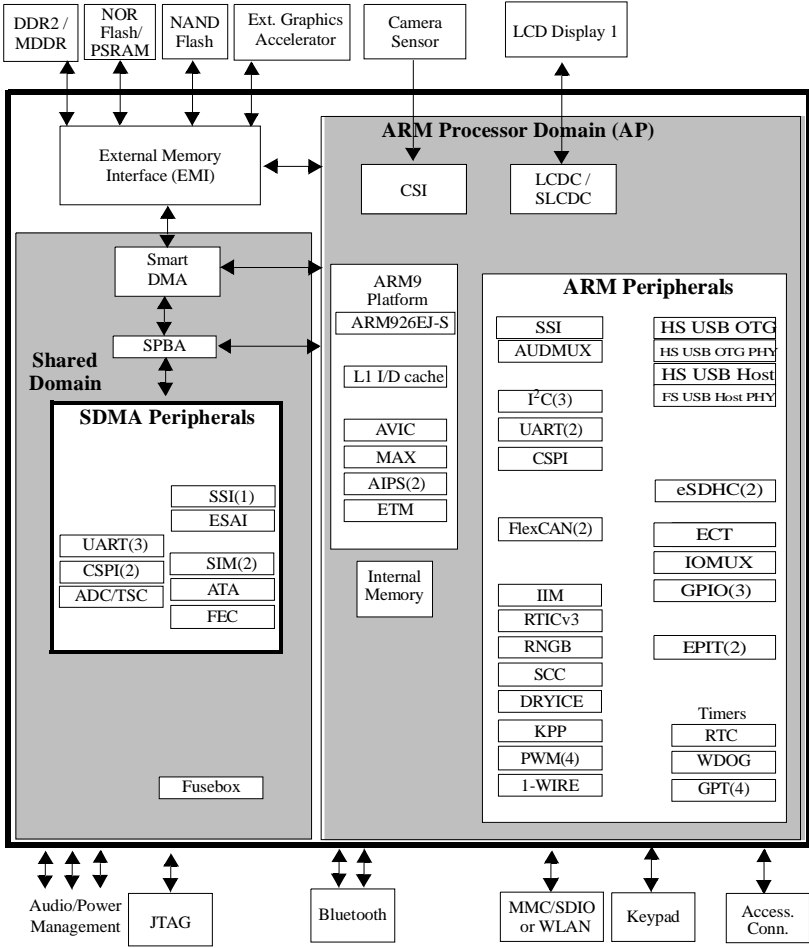 DDR2 /
MDDR
NOR
Flash/
PSRAM
NAND
Flash
Ext. Graphics
Accelerator
Camera
Sensor
LCD Display 1
External Memory
Interface (EMI)
ARM Processor Domain (AP)
CSI
LCDC /
SLCDC
Smart
DMA
SPBA
Shared
Domain
SDMA Peripherals
SSI(1)
ESAI
UART(3)
CSPI(2)
ADC/TSC
SIM(2)
ATA
FEC
Fusebox
ARM9
Platform
ARM926EJ-S
L1 I/D cache
AVIC
MAX
AIPS(2)
ETM
Internal
Memory
ARM Peripherals
SSI
AUDMUX
I²C(3)
UART(2)
CSPI
FlexCAN(2)
IIM
RTICv3
RNGB
SCC
DRYICE
KPP
PWM(4)
1-WIRE
HS USB OTG
HS USB OTG PHY
HS USB Host
FS USB Host PHY
eSDHC(2)
ECT
IOMUX
GPIO(3)
EPIT(2)
Timers
RTC
WDOG
GPT(4)
Audio/Power
Management
JTAG
Bluetooth
MMC/SDIO
or WLAN
Keypad
Access.
Conn.